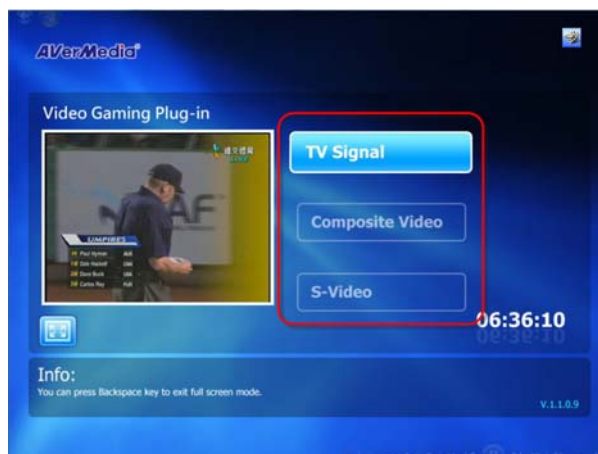 AVerMedia®
Video Gaming Plug-in
UMPIRES
TV Signal
Composite Video
S-Video
06:36:10
Info:
You can press Backspace key to exit full screen mode.
V.1.1.0.9